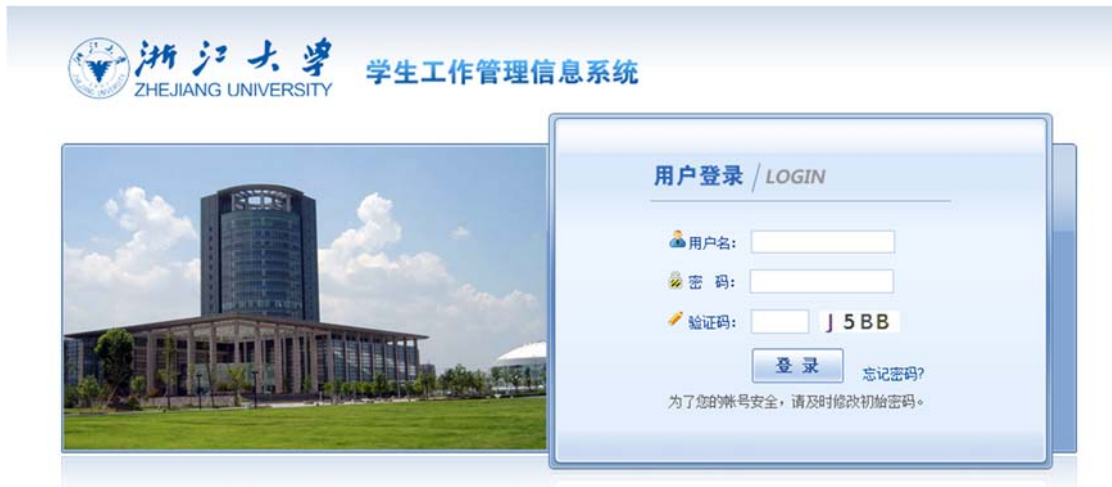 浙江大学
ZHEJIANG UNIVERSITY
学生工作管理信息系统
用户登录 / LOGIN
用户名：
密 码：
验证码： J5BB
登 录 忘记密码?
为了您的帐号安全，请及时修改初始密码。